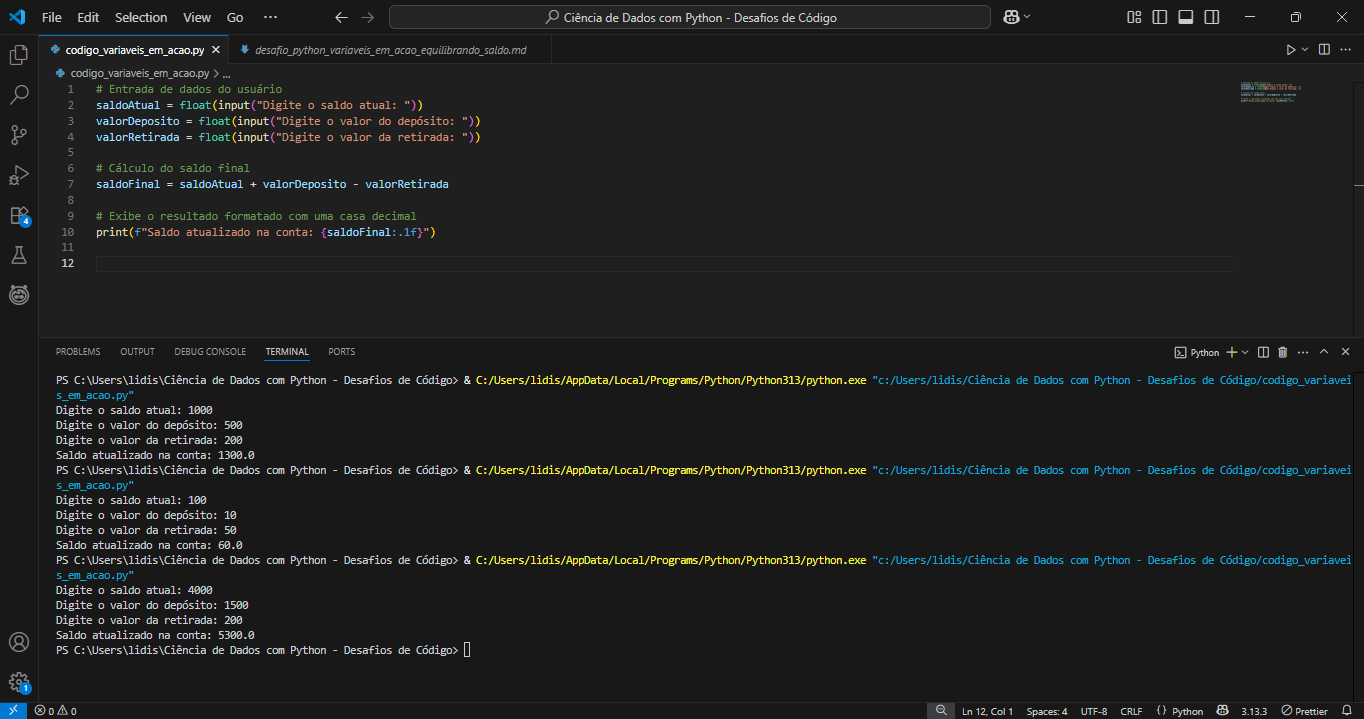 File Edit Selection View Go ··· Ciência de Dados com Python - Desafios de Código
codigo_variaveis_em_acao.py desafio_python_variaveis_em_acao_equilibrando_saldo.md
codigo_variaveis_em_acao.py > ...
1 # Entrada de dados do usuário
2 saldoAtual = float(input("Digite o saldo atual: "))
3 valorDeposito = float(input("Digite o valor do depósito: "))
4 valorRetirada = float(input("Digite o valor da retirada: "))
5
6 # Cálculo do saldo final
7 saldoFinal = saldoAtual + valorDeposito - valorRetirada
8
9 # Exibe o resultado formatado com uma casa decimal
10 print(f"Saldo atualizado na conta: {saldoFinal:.1f}")
11
12
4
PROBLEMS OUTPUT DEBUG CONSOLE TERMINAL PORTS Python
PS C:\Users\lidis\Ciência de Dados com Python - Desafios de Código> & C:/Users/lidis/AppData/Local/Programs/Python/Python313/python.exe "c:/Users/lidis/Ciência de Dados com Python - Desafios de Código/codigo_variavei
s_em_acao.py"
Digite o saldo atual: 1000
Digite o valor do depósito: 500
Digite o valor da retirada: 200
Saldo atualizado na conta: 1300.0
PS C:\Users\lidis\Ciência de Dados com Python - Desafios de Código> & C:/Users/lidis/AppData/Local/Programs/Python/Python313/python.exe "c:/Users/lidis/Ciência de Dados com Python - Desafios de Código/codigo_variavei
s_em_acao.py"
Digite o saldo atual: 100
Digite o valor do depósito: 10
Digite o valor da retirada: 50
Saldo atualizado na conta: 60.0
PS C:\Users\lidis\Ciência de Dados com Python - Desafios de Código> & C:/Users/lidis/AppData/Local/Programs/Python/Python313/python.exe "c:/Users/lidis/Ciência de Dados com Python - Desafios de Código/codigo_variavei
s_em_acao.py"
Digite o saldo atual: 4000
Digite o valor do depósito: 1500
Digite o valor da retirada: 200
Saldo atualizado na conta: 5300.0
PS C:\Users\lidis\Ciência de Dados com Python - Desafios de Código>
1
0 0 Ln 12, Col 1 Spaces: 4 UTF-8 CRLF {} Python 3.13.3 Prettier